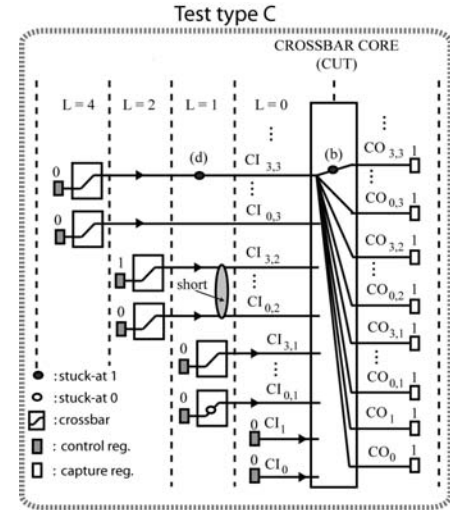 Test type C
CROSSBAR CORE
(CUT)
L = 4 L = 2 L = 1 L=0
0 (d) CI 3,3 (b) CO 3,3 1
0 CI 0,3 CO 0,3 1
1 CI 3,2 CO 3,2 1
short
0 CI 0,2 CO 0,2 1
0 CI 3,1 CO 3,1 1
0 CI 0,1 CO 0,1 1
0 CI 1 CO 1 1
0 CI 0 CO 0 1
:stuck-at 1
:stuck-at 0
:crossbar
: control reg.
: capture reg.